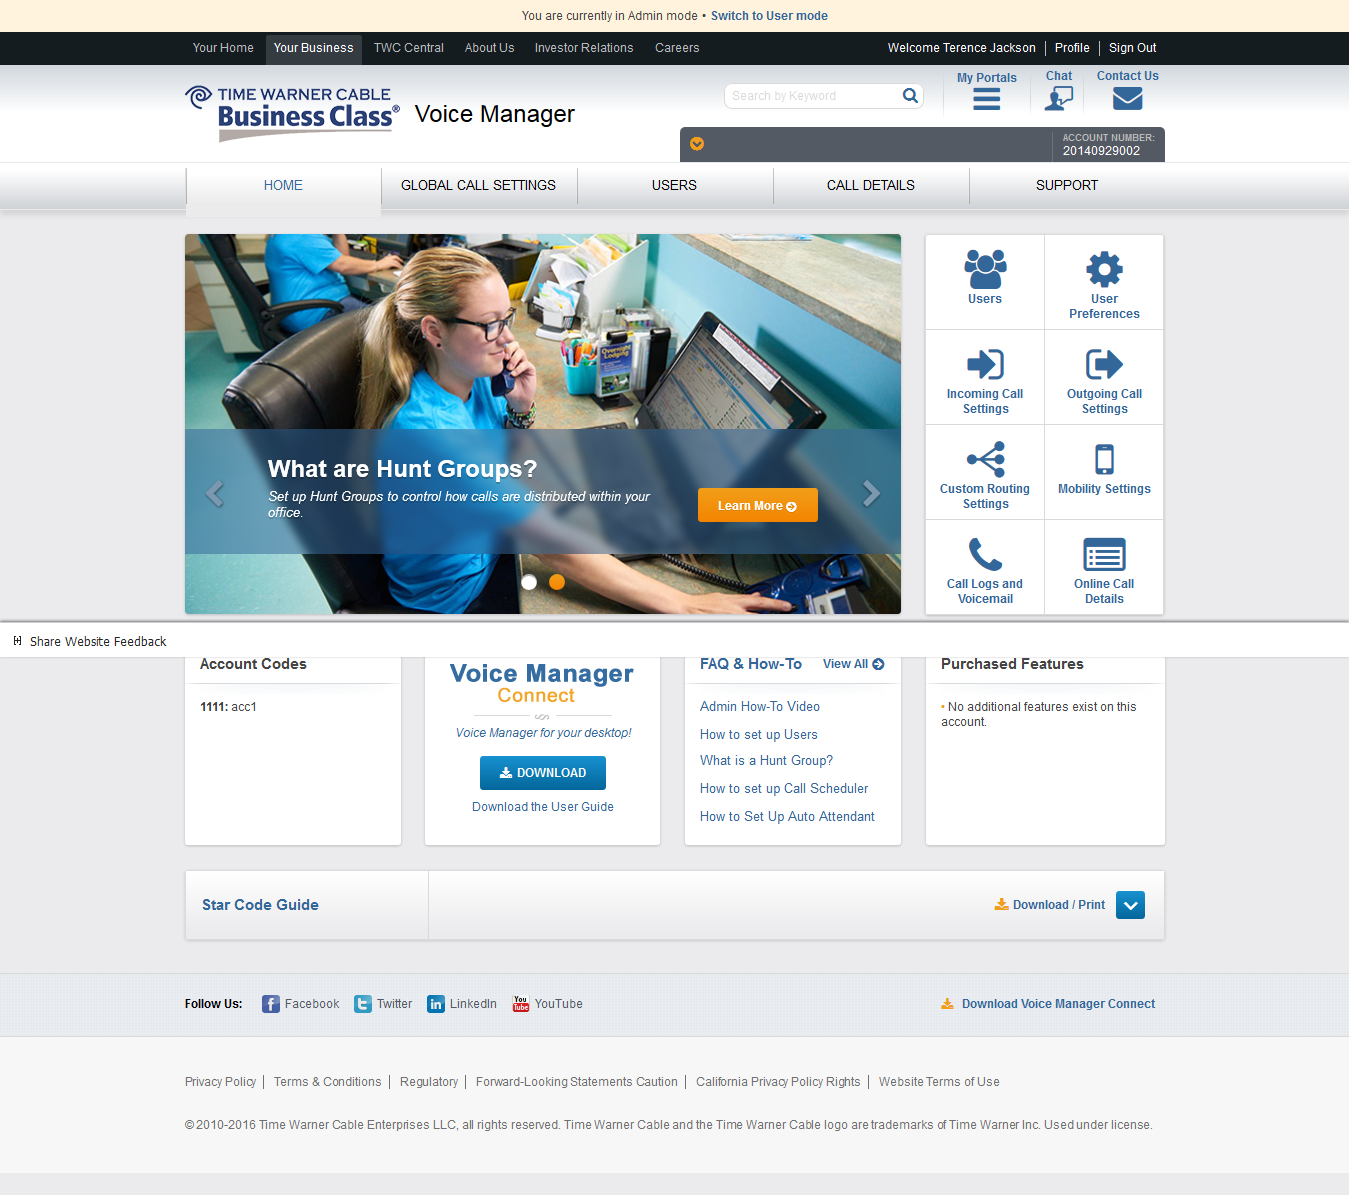 You are currently in Admin mode • Switch to User mode
Your Home
Your Business
TWC Central
About Us
Investor Relations
Careers
Welcome Terence Jackson
Profile
Sign Out
TIME WARNER CABLE
Business Class®
Voice Manager
Search by Keyword
My Portals
Chat
Contact Us
ACCOUNT NUMBER:
20140929002
HOME
GLOBAL CALL SETTINGS
USERS
CALL DETAILS
SUPPORT
Overnight
Lodging
What are Hunt Groups?
Set up Hunt Groups to control how calls are distributed within your
office.
Learn More
Users
User
Preferences
Incoming Call
Settings
Outgoing Call
Settings
Custom Routing
Settings
Mobility Settings
Call Logs and
Voicemail
Online Call
Details
Share Website Feedback
Account Codes
1111: acc1
Voice Manager
Connect
Voice Manager for your desktop!
DOWNLOAD
Download the User Guide
FAQ & How-To
View All
Admin How-To Video
How to set up Users
What is a Hunt Group?
How to set up Call Scheduler
How to Set Up Auto Attendant
Purchased Features
• No additional features exist on this
account.
Star Code Guide
Download / Print
Follow Us:
Facebook
Twitter
LinkedIn
You
Tube
YouTube
Download Voice Manager Connect
Privacy Policy
Terms & Conditions
Regulatory
Forward-Looking Statements Caution
California Privacy Policy Rights
Website Terms of Use
© 2010-2016 Time Warner Cable Enterprises LLC, all rights reserved. Time Warner Cable and the Time Warner Cable logo are trademarks of Time Warner Inc. Used under license.